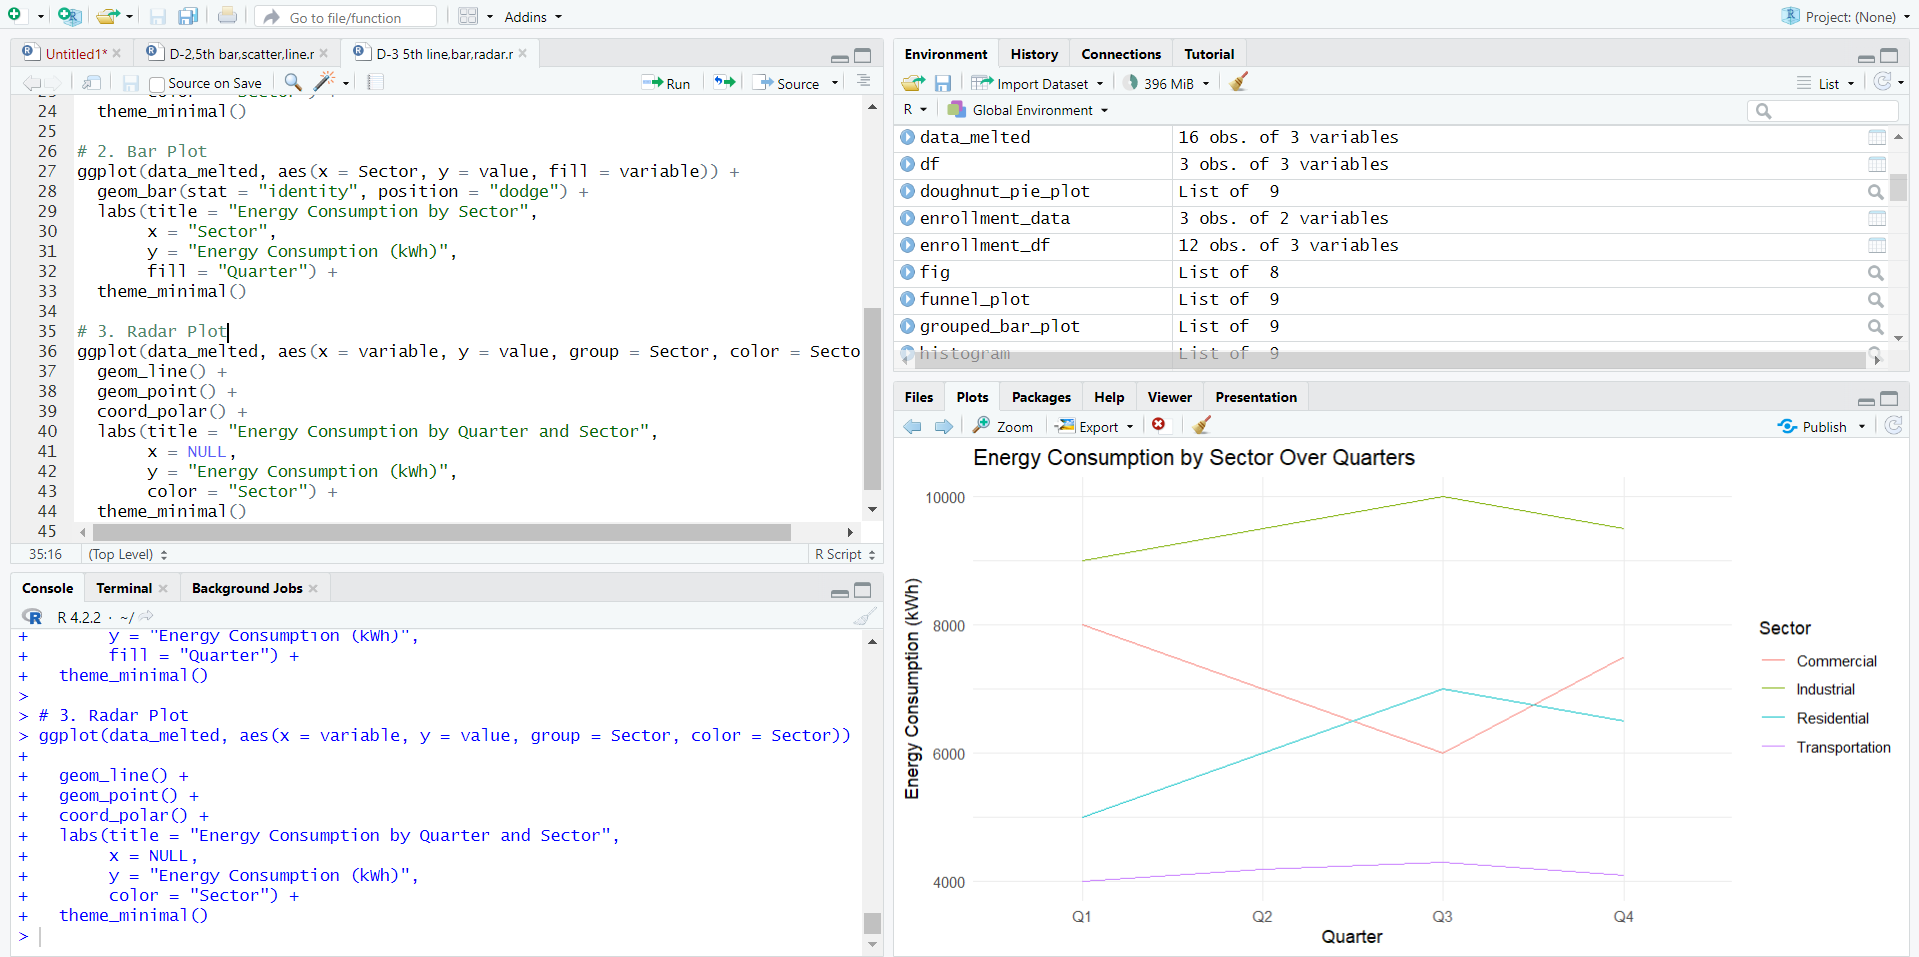 Go to file/function
Addins
Project: (None)
Untitled1*
D-2,5th bar,scatter,line.r
D-3 5th line,bar,radar.r
Source on Save
Run
Source
24   theme_minimal()
25
26 # 2. Bar Plot
27 ggplot(data_melted, aes(x = Sector, y = value, fill = variable)) +
28   geom_bar(stat = "identity", position = "dodge") +
29   labs(title = "Energy Consumption by Sector",
30        x = "Sector",
31        y = "Energy Consumption (kWh)",
32        fill = "Quarter") +
33   theme_minimal()
34
35 # 3. Radar Plot
36 ggplot(data_melted, aes(x = variable, y = value, group = Sector, color = Secto
37   geom_line() +
38   geom_point() +
39   coord_polar() +
40   labs(title = "Energy Consumption by Quarter and Sector",
41        x = NULL,
42        y = "Energy Consumption (kWh)",
43        color = "Sector") +
44   theme_minimal()
45
35:16
(Top Level)
R Script
Console
Terminal
Background Jobs
R 4.2.2 · ~/
+        y = "Energy Consumption (kWh)",
+        fill = "Quarter") +
+   theme_minimal()
>
> # 3. Radar Plot
> ggplot(data_melted, aes(x = variable, y = value, group = Sector, color = Sector))
+
+   geom_line() +
+   geom_point() +
+   coord_polar() +
+   labs(title = "Energy Consumption by Quarter and Sector",
+        x = NULL,
+        y = "Energy Consumption (kWh)",
+        color = "Sector") +
+   theme_minimal()
>
Environment
History
Connections
Tutorial
Import Dataset
396 MiB
List
R
Global Environment
data_melted 16 obs. of 3 variables
df 3 obs. of 3 variables
doughnut_pie_plot List of  9
enrollment_data 3 obs. of 2 variables
enrollment_df 12 obs. of 3 variables
fig List of  8
funnel_plot List of  9
grouped_bar_plot List of  9
histogram List of  9
Files
Plots
Packages
Help
Viewer
Presentation
Zoom
Export
Publish
Energy Consumption by Sector Over Quarters
10000
8000
6000
4000
Energy Consumption (kWh)
Q1
Q2
Q3
Q4
Quarter
Sector
Commercial
Industrial
Residential
Transportation